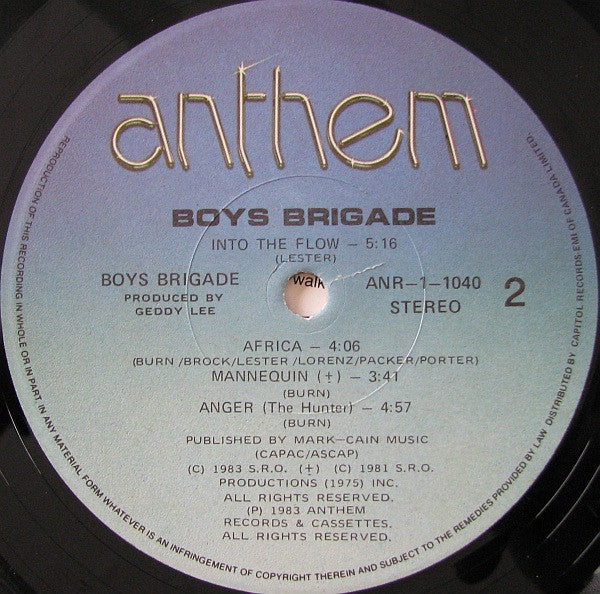 anthem
BOYS BRIGADE
INTO THE FLOW – 5:16
(LESTER)
BOYS BRIGADE
PRODUCED BY
GEDDY LEE
walk
ANR–1–1040
STEREO
2
AFRICA – 4:06
(BURN /BROCK/LESTER /LORENZ/PACKER/PORTER)
MANNEQUIN (+) – 3:41
(BURN)
ANGER (The Hunter) – 4:57
(BURN)
PUBLISHED BY MARK–CAIN MUSIC
(CAPAC/ASCAP)
(C) 1983 S.R.O. (+) (C) 1981 S.R.O.
PRODUCTIONS (1975) INC.
ALL RIGHTS RESERVED.
(P) 1983 ANTHEM
RECORDS & CASSETTES.
ALL RIGHTS RESERVED.
REPRODUCTION OF THIS RECORDING IN WHOLE OR IN PART, IN ANY MATERIAL FORM WHATEVER IS AN INFRINGEMENT OF COPYRIGHT THEREIN AND SUBJECT TO THE REMEDIES PROVIDED BY LAW DISTRIBUTED BY CAPITOL RECORDS-EMI OF CANADA LIMITED.